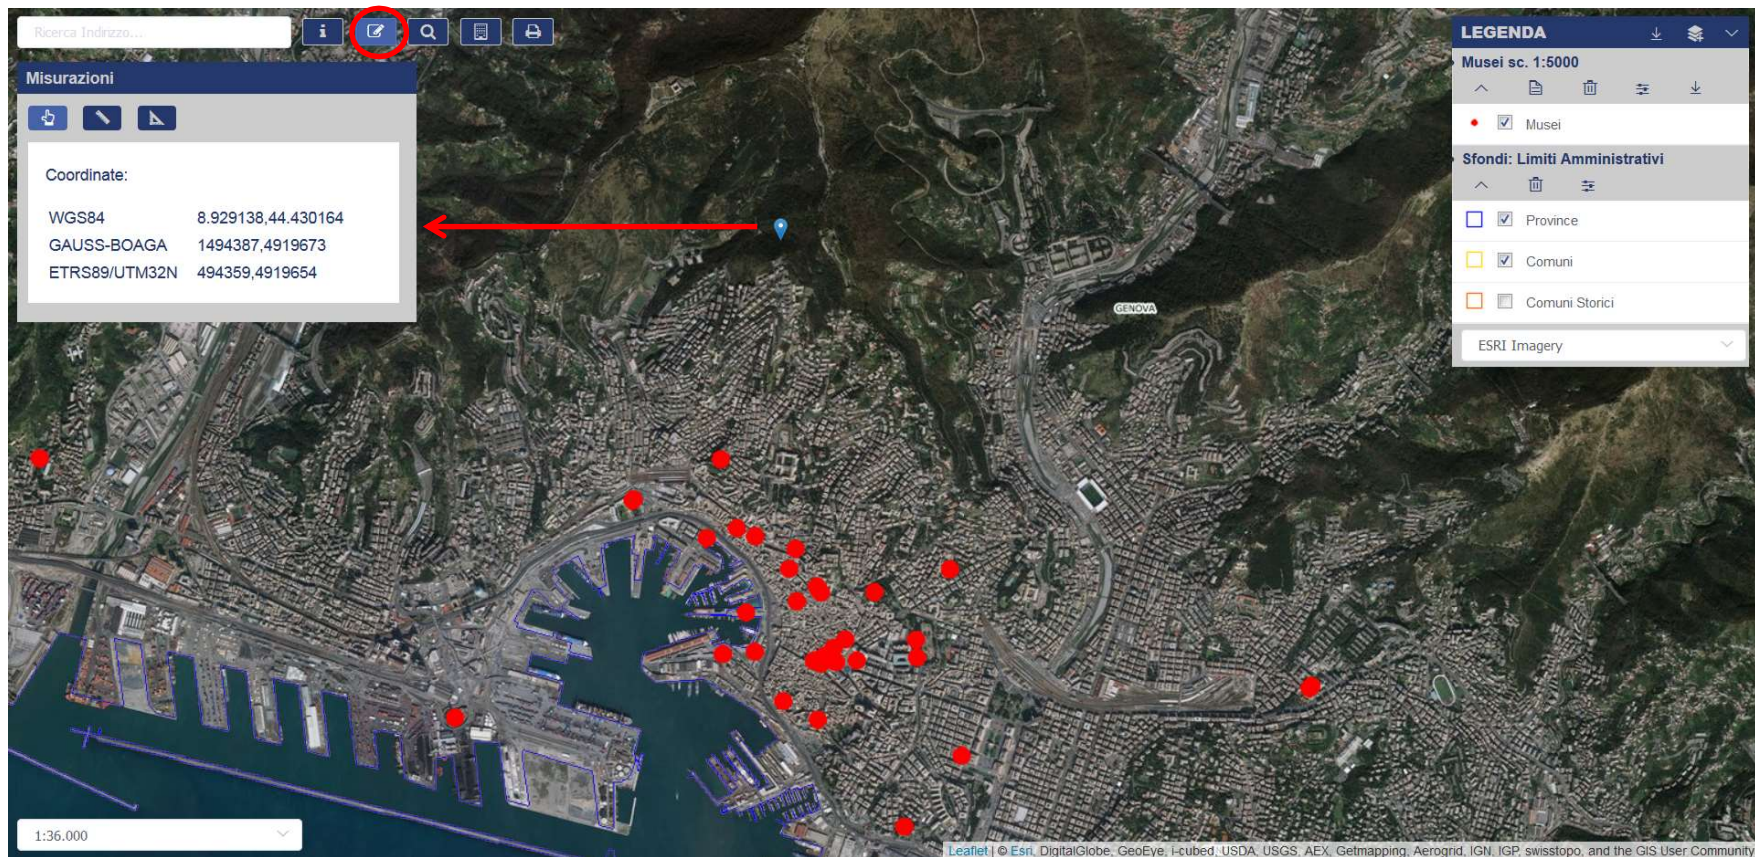 Ricerca Indirizzo...
Misurazioni
Coordinate:
WGS84 8.929138,44.430164
GAUSS-BOAGA 1494387,4919673
ETRS89/UTM32N 494359,4919654
GENOVA
LEGENDA
Musei sc. 1:5000
Musei
Sfondi: Limiti Amministrativi
Province
Comuni
Comuni Storici
ESRI Imagery
1:36.000
Leaflet | © Esri, DigitalGlobe, GeoEye, i-cubed, USDA, USGS, AEX, Getmapping, Aerogrid, IGN, IGP, swisstopo, and the GIS User Community